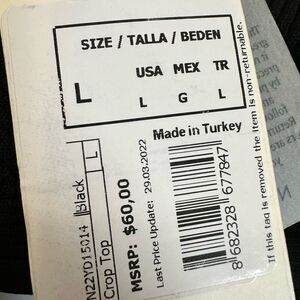 SIZE / TALLA / BEDEN
USA MEX TR
L L G L
Made in Turkey
N22YD15014 Black L
Crop Top
MSRP: $60,00
Last Price Update: 29.03.2022
8 682328 677847
If this tag is removed the item is non-returnable.